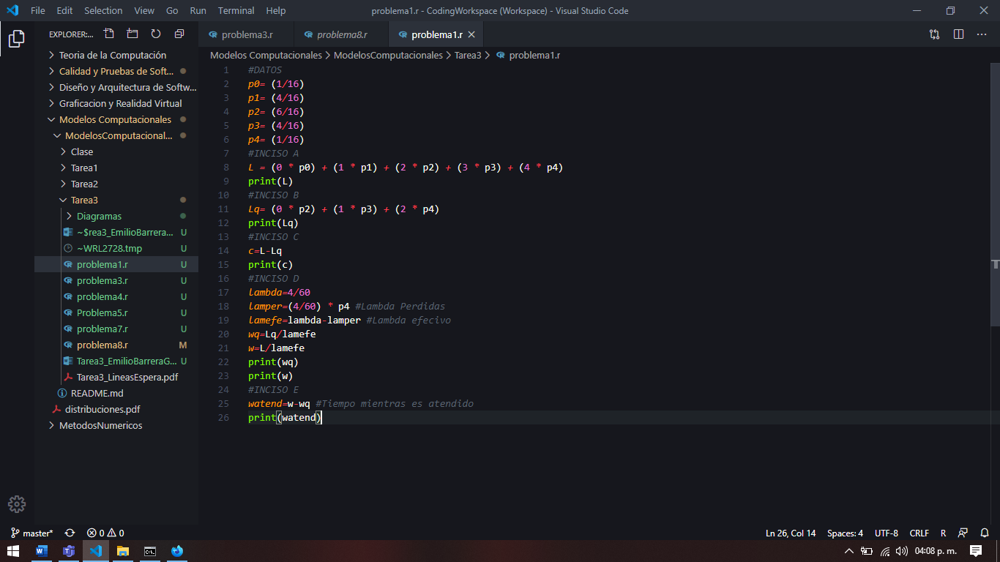 File Edit Selection View Go Run Terminal Help problema1.r - CodingWorkspace (Workspace) - Visual Studio Code
EXPLORER:... problema3.r problema8.r problema1.r
Modelos Computacionales > ModelosComputacionales > Tarea3 > problema1.r
Teoria de la Computación
Calidad y Pruebas de Soft...
Diseño y Arquitectura de Softw...
Graficacion y Realidad Virtual
Modelos Computacionales
ModelosComputacional...
Clase
Tarea1
Tarea2
Tarea3
Diagramas
~$rea3_EmilioBarrera... U
~WRL2728.tmp U
problema1.r U
problema3.r U
problema4.r U
Problema5.r U
problema7.r U
problema8.r M
Tarea3_EmilioBarreraG... U
Tarea3_LineasEspera.pdf
README.md
distribuciones.pdf
MetodosNumericos
1 #DATOS
2 p0= (1/16)
3 p1= (4/16)
4 p2= (6/16)
5 p3= (4/16)
6 p4= (1/16)
7 #INCISO A
8 L = (0 * p0) + (1 * p1) + (2 * p2) + (3 * p3) + (4 * p4)
9 print(L)
10 #INCISO B
11 Lq= (0 * p2) + (1 * p3) + (2 * p4)
12 print(Lq)
13 #INCISO C
14 c=L-Lq
15 print(c)
16 #INCISO D
17 lambda=4/60
18 lamper=(4/60) * p4 #Lambda Perdidas
19 lamefe=lambda-lamper #Lambda efecivo
20 wq=Lq/lamefe
21 w=L/lamefe
22 print(wq)
23 print(w)
24 #INCISO E
25 watend=w-wq #Tiempo mientras es atendido
26 print(watend)
master* 0 0 Ln 26, Col 14 Spaces: 4 UTF-8 CRLF R
04:08 p. m.